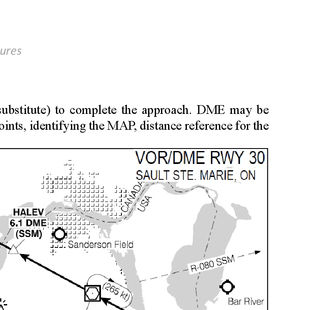 ures
substitute) to complete the approach. DME may be
oints, identifying the MAP, distance reference for the
VOR/DME RWY 30
SAULT STE. MARIE, ON
CANADA
USA
HALEV
6.1 DME
(SSM)
Sanderson Field
R-080 SSM
(265 kt)
Bar River